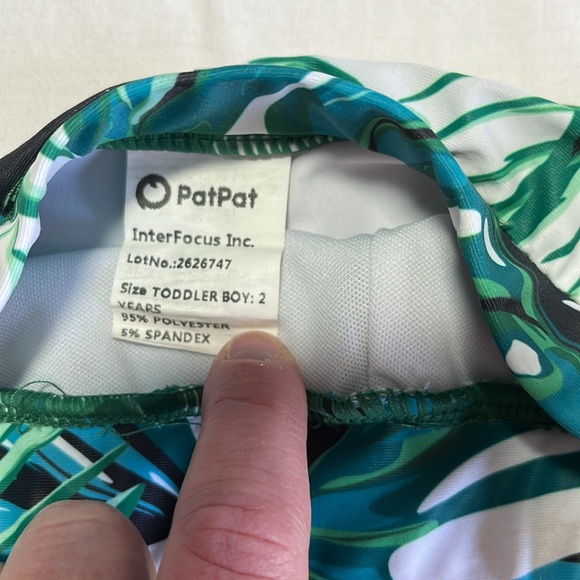 PatPat
InterFocus Inc.
LotNo.:2626747
Size TODDLER BOY: 2
YEARS
95% POLYESTER
5% SPANDEX